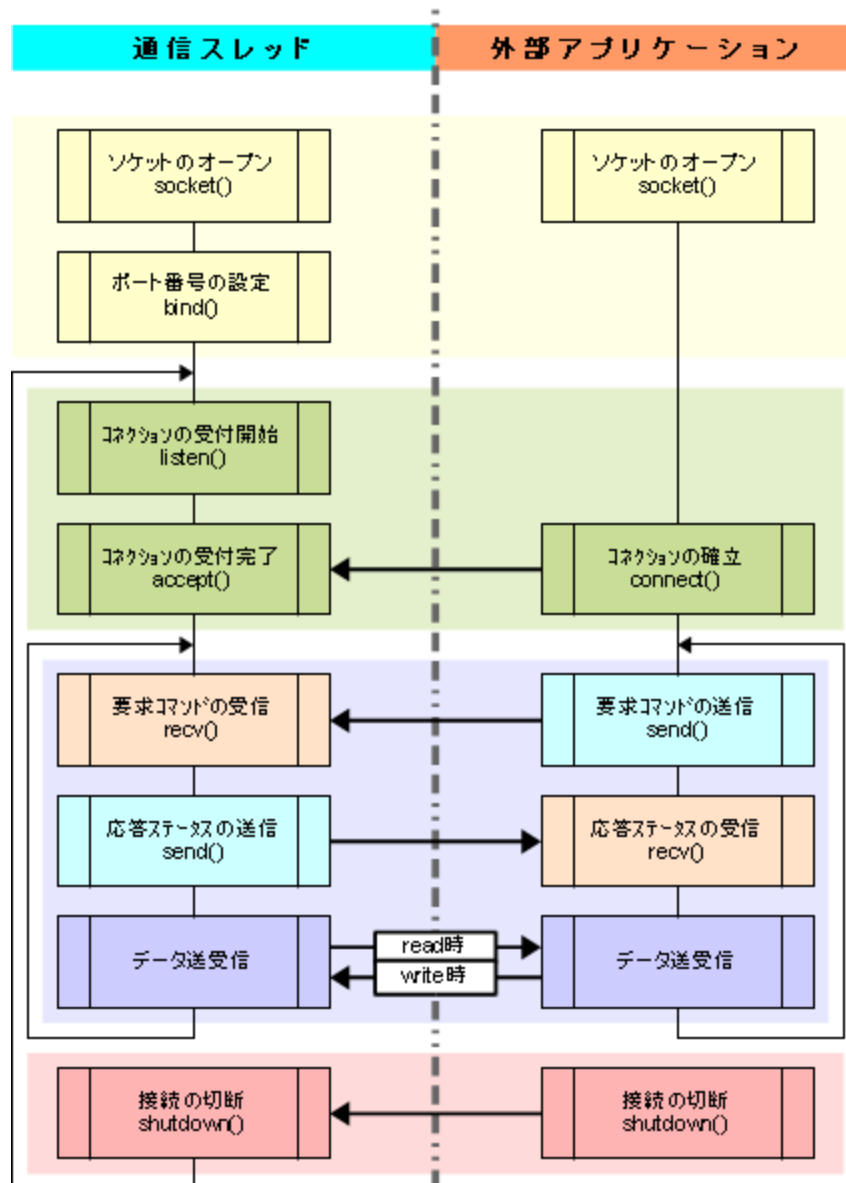 通信スレッド
外部アプリケーション
ソケットのオープン
socket()
ソケットのオープン
socket()
ポート番号の設定
bind()
ｺﾈｸｼｮﾝの受付開始
listen()
ｺﾈｸｼｮﾝの受付完了
accept()
ｺﾈｸｼｮﾝの確立
connect()
要求ｺﾏﾝﾄﾞの受信
recv()
要求ｺﾏﾝﾄﾞの送信
send()
応答ｽﾃｰﾀｽの送信
send()
応答ｽﾃｰﾀｽの受信
recv()
データ送受信
read時
write時
データ送受信
接続の切断
shutdown()
接続の切断
shutdown()